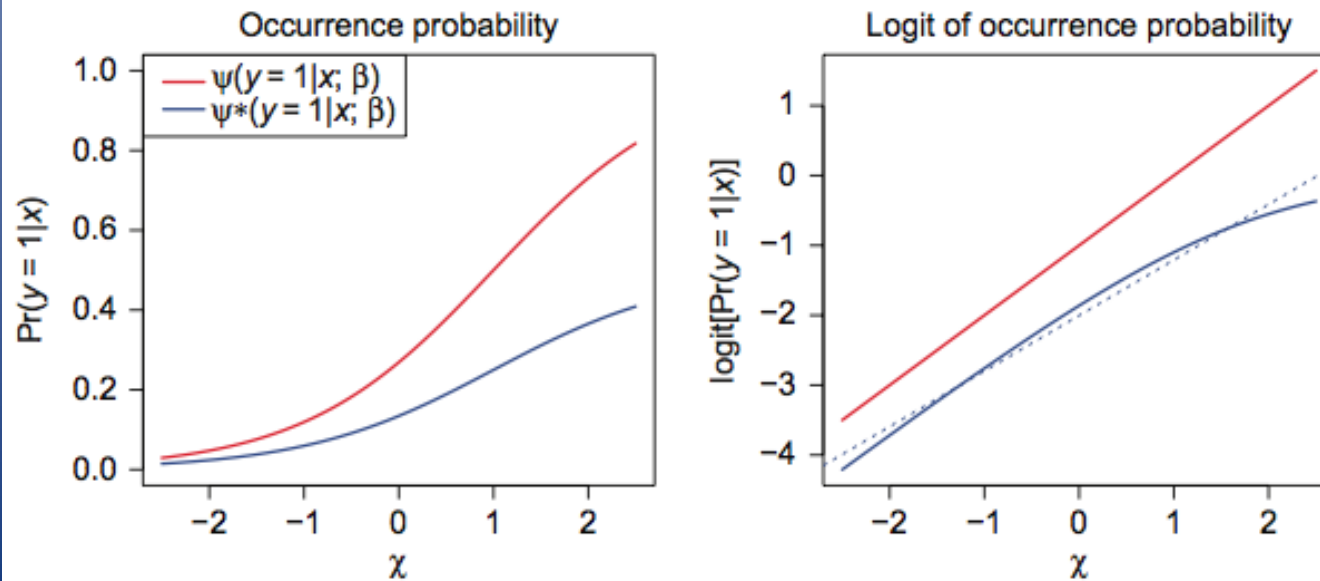 Occurrence probability
Pr(y = 1|x)
1.0
0.8
0.6
0.4
0.2
0.0
ψ(y = 1|x; β)
ψ*(y = 1|x; β)
−2 −1 0 1 2
χ
Logit of occurrence probability
logit[Pr(y = 1|x)]
1
0
−1
−2
−3
−4
−2 −1 0 1 2
χ